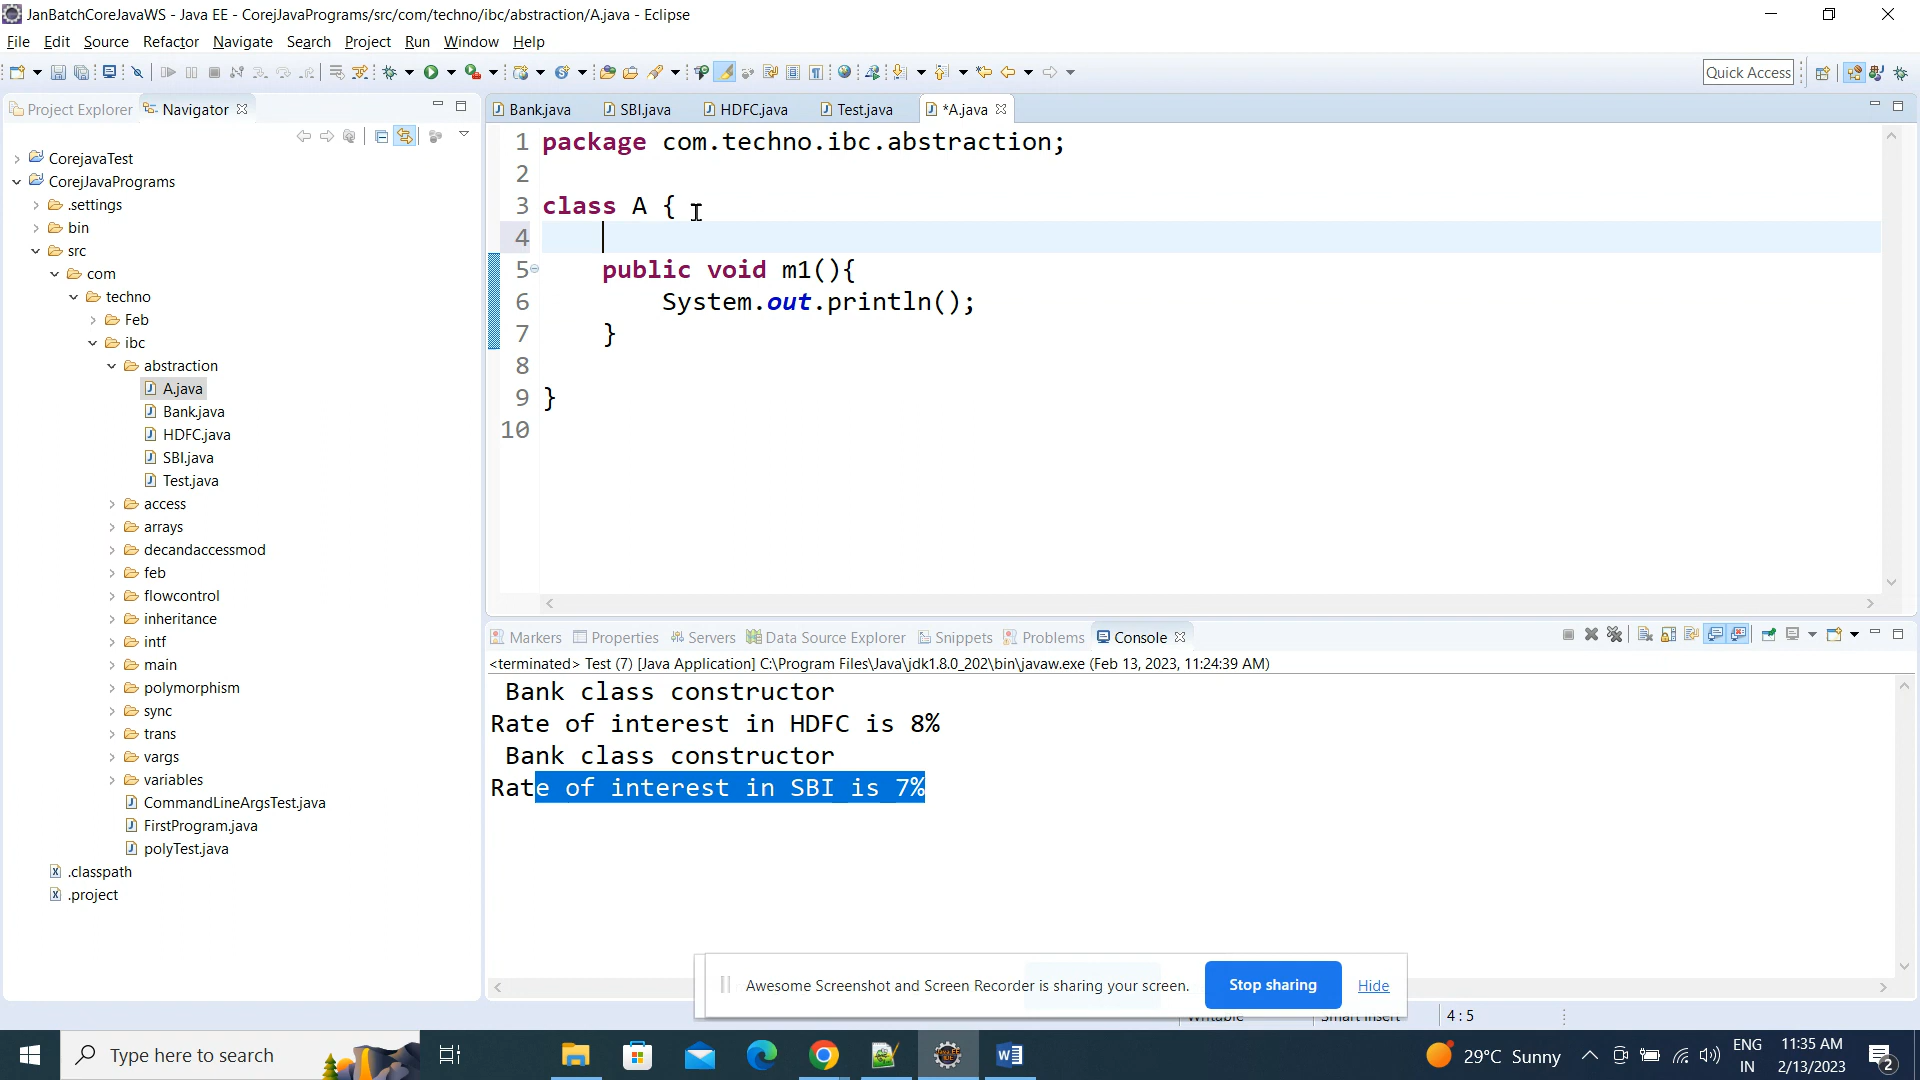 JanBatchCoreJavaWS - Java EE - CorejJavaPrograms/src/com/techno/ibc/abstraction/A.java - Eclipse
File Edit Source Refactor Navigate Search Project Run Window Help
Quick Access
Project Explorer Navigator
CorejavaTest
CorejJavaPrograms
.settings
bin
src
com
techno
Feb
ibc
abstraction
A.java
Bank.java
HDFC.java
SBI.java
Test.java
access
arrays
decandaccessmod
feb
flowcontrol
inheritance
intf
main
polymorphism
sync
trans
vargs
variables
CommandLineArgsTest.java
FirstProgram.java
polyTest.java
.classpath
.project
Bank.java SBI.java HDFC.java Test.java *A.java
1 package com.techno.ibc.abstraction;
2
3 class A {
4
5 public void m1(){
6 System.out.println();
7 }
8
9 }
10
Markers Properties Servers Data Source Explorer Snippets Problems Console
<terminated> Test (7) [Java Application] C:\Program Files\Java\jdk1.8.0_202\bin\javaw.exe (Feb 13, 2023, 11:24:39 AM)
Bank class constructor
Rate of interest in HDFC is 8%
Bank class constructor
Rate of interest in SBI is 7%
Awesome Screenshot and Screen Recorder is sharing your screen. Stop sharing Hide
Writable Smart Insert 4 : 5
Type here to search
29°C Sunny
ENG
IN
11:35 AM
2/13/2023
2